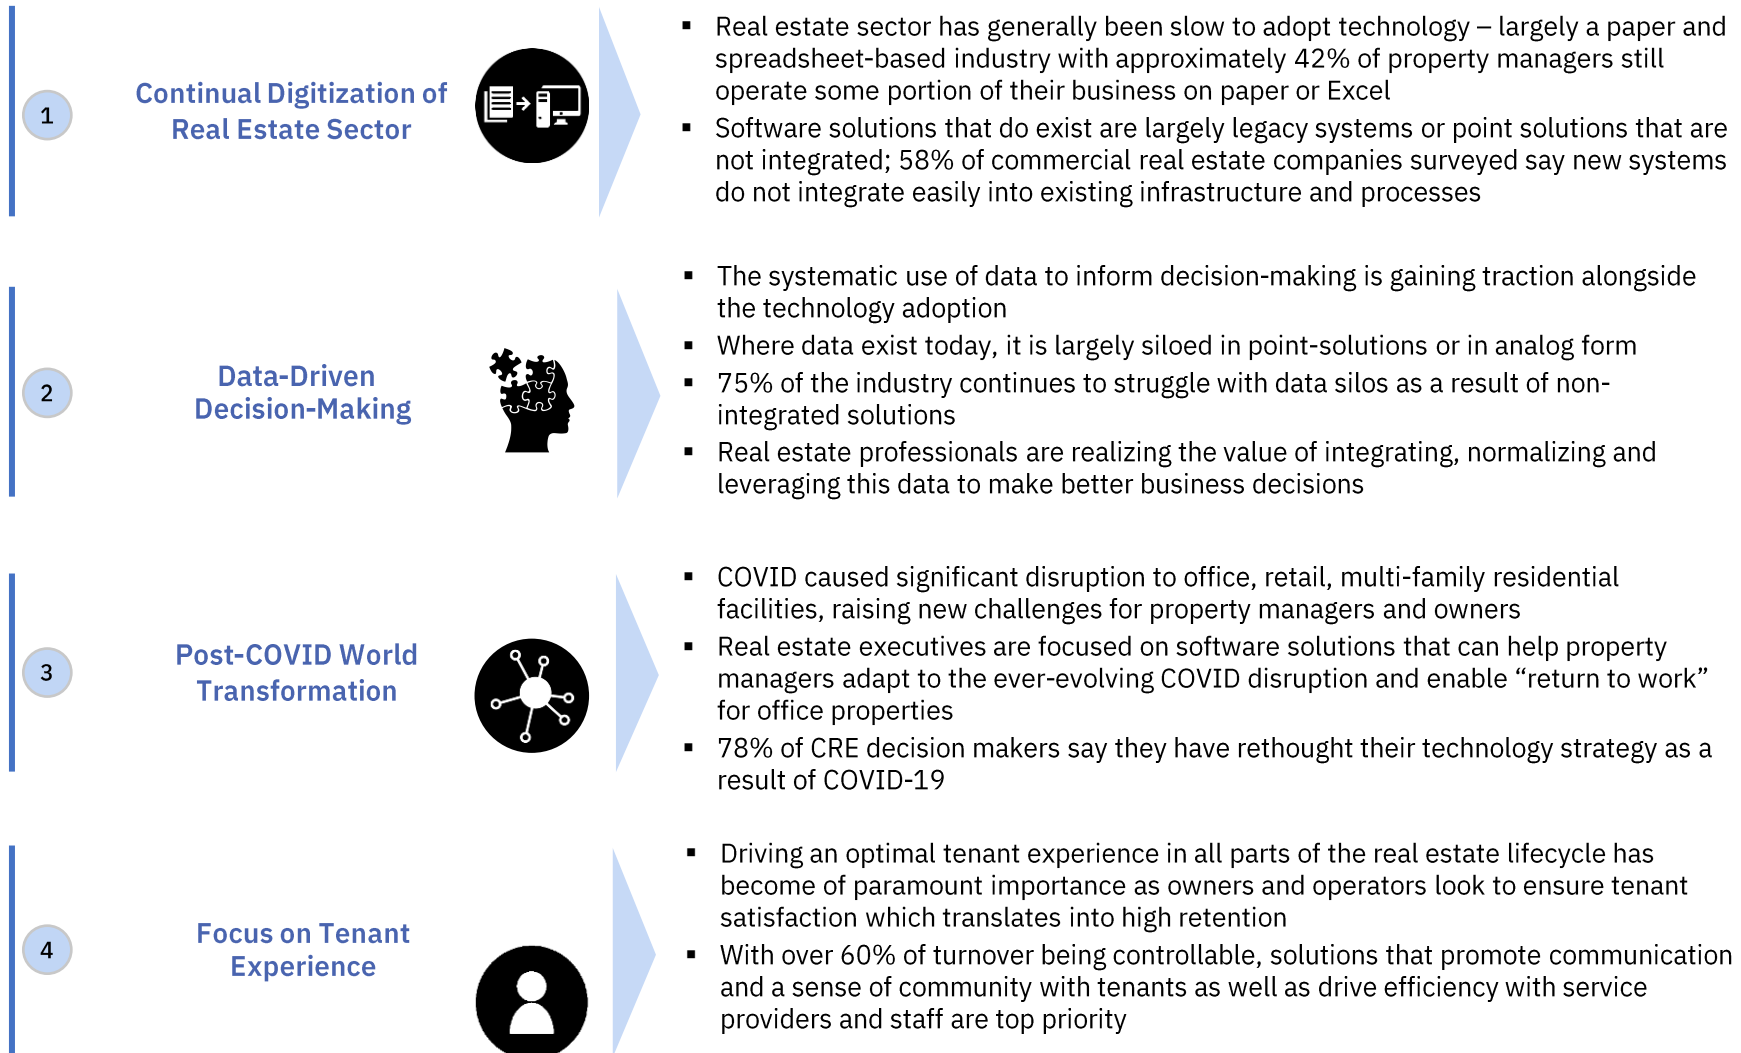 1
Continual Digitization of
Real Estate Sector
▪ Real estate sector has generally been slow to adopt technology – largely a paper and
spreadsheet-based industry with approximately 42% of property managers still
operate some portion of their business on paper or Excel
▪ Software solutions that do exist are largely legacy systems or point solutions that are
not integrated; 58% of commercial real estate companies surveyed say new systems
do not integrate easily into existing infrastructure and processes
2
Data-Driven
Decision-Making
▪ The systematic use of data to inform decision-making is gaining traction alongside
the technology adoption
▪ Where data exist today, it is largely siloed in point-solutions or in analog form
▪ 75% of the industry continues to struggle with data silos as a result of non-
integrated solutions
▪ Real estate professionals are realizing the value of integrating, normalizing and
leveraging this data to make better business decisions
3
Post-COVID World
Transformation
▪ COVID caused significant disruption to office, retail, multi-family residential
facilities, raising new challenges for property managers and owners
▪ Real estate executives are focused on software solutions that can help property
managers adapt to the ever-evolving COVID disruption and enable “return to work”
for office properties
▪ 78% of CRE decision makers say they have rethought their technology strategy as a
result of COVID-19
4
Focus on Tenant
Experience
▪ Driving an optimal tenant experience in all parts of the real estate lifecycle has
become of paramount importance as owners and operators look to ensure tenant
satisfaction which translates into high retention
▪ With over 60% of turnover being controllable, solutions that promote communication
and a sense of community with tenants as well as drive efficiency with service
providers and staff are top priority